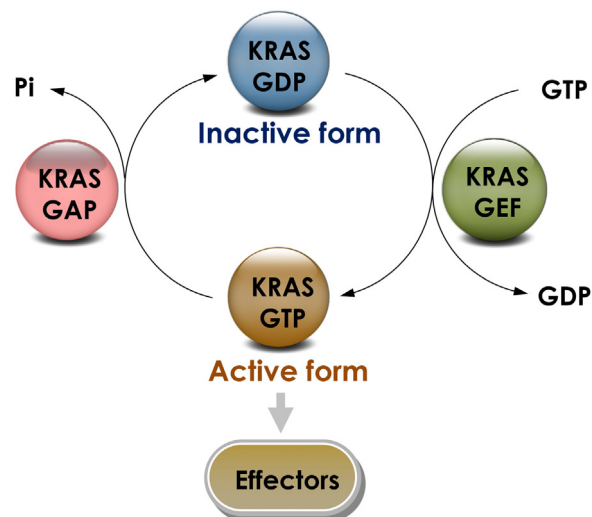 KRAS
GDP
Inactive form
Pi
GTP
KRAS
GAP
KRAS
GEF
KRAS
GTP
GDP
Active form
Effectors